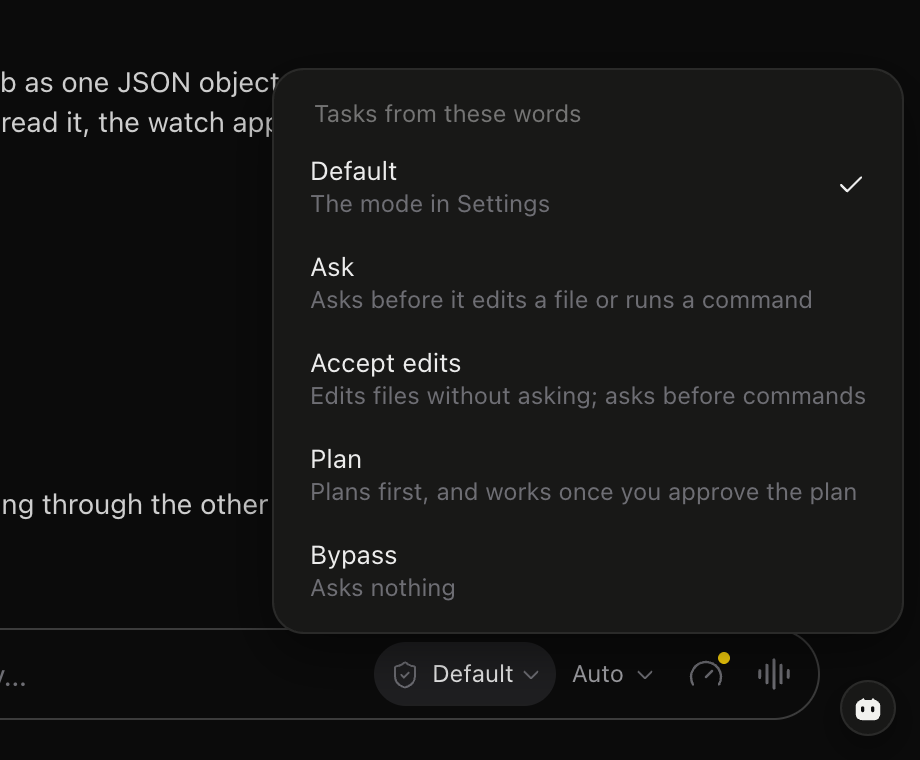 b as one JSON object
read it, the watch app
Tasks from these words
Default
The mode in Settings
Ask
Asks before it edits a file or runs a command
Accept edits
Edits files without asking; asks before commands
Plan
Plans first, and works once you approve the plan
Bypass
Asks nothing
ng through the other
...
Default
Auto